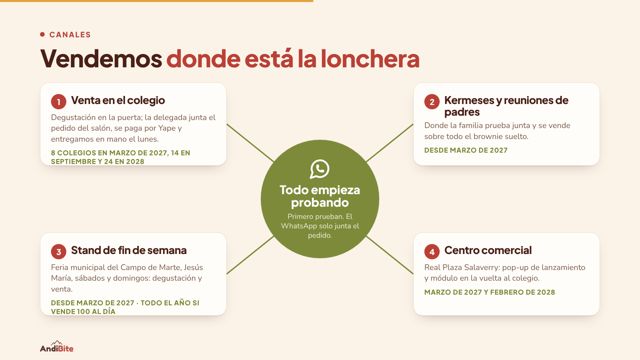 CANALES
Vendemos donde está la lonchera
1 Venta en el colegio
Degustación en la puerta; la delegada junta el
pedido del salón, se paga por Yape y
entregamos en mano el lunes.
8 COLEGIOS EN MARZO DE 2027, 14 EN
SEPTIEMBRE Y 24 EN 2028
2 Kermeses y reuniones de
padres
Donde la familia prueba junta y se vende
sobre todo el brownie suelto.
DESDE MARZO DE 2027
Todo empieza
probando
Primero prueban. El
WhatsApp solo junta el
pedido.
3 Stand de fin de semana
Feria municipal del Campo de Marte, Jesús
María, sábados y domingos: degustación y
venta.
DESDE MARZO DE 2027 · TODO EL AÑO SI
VENDE 100 AL DÍA
4 Centro comercial
Real Plaza Salaverry: pop-up de lanzamiento
y módulo en la vuelta al colegio.
MARZO DE 2027 Y FEBRERO DE 2028
AndiBite